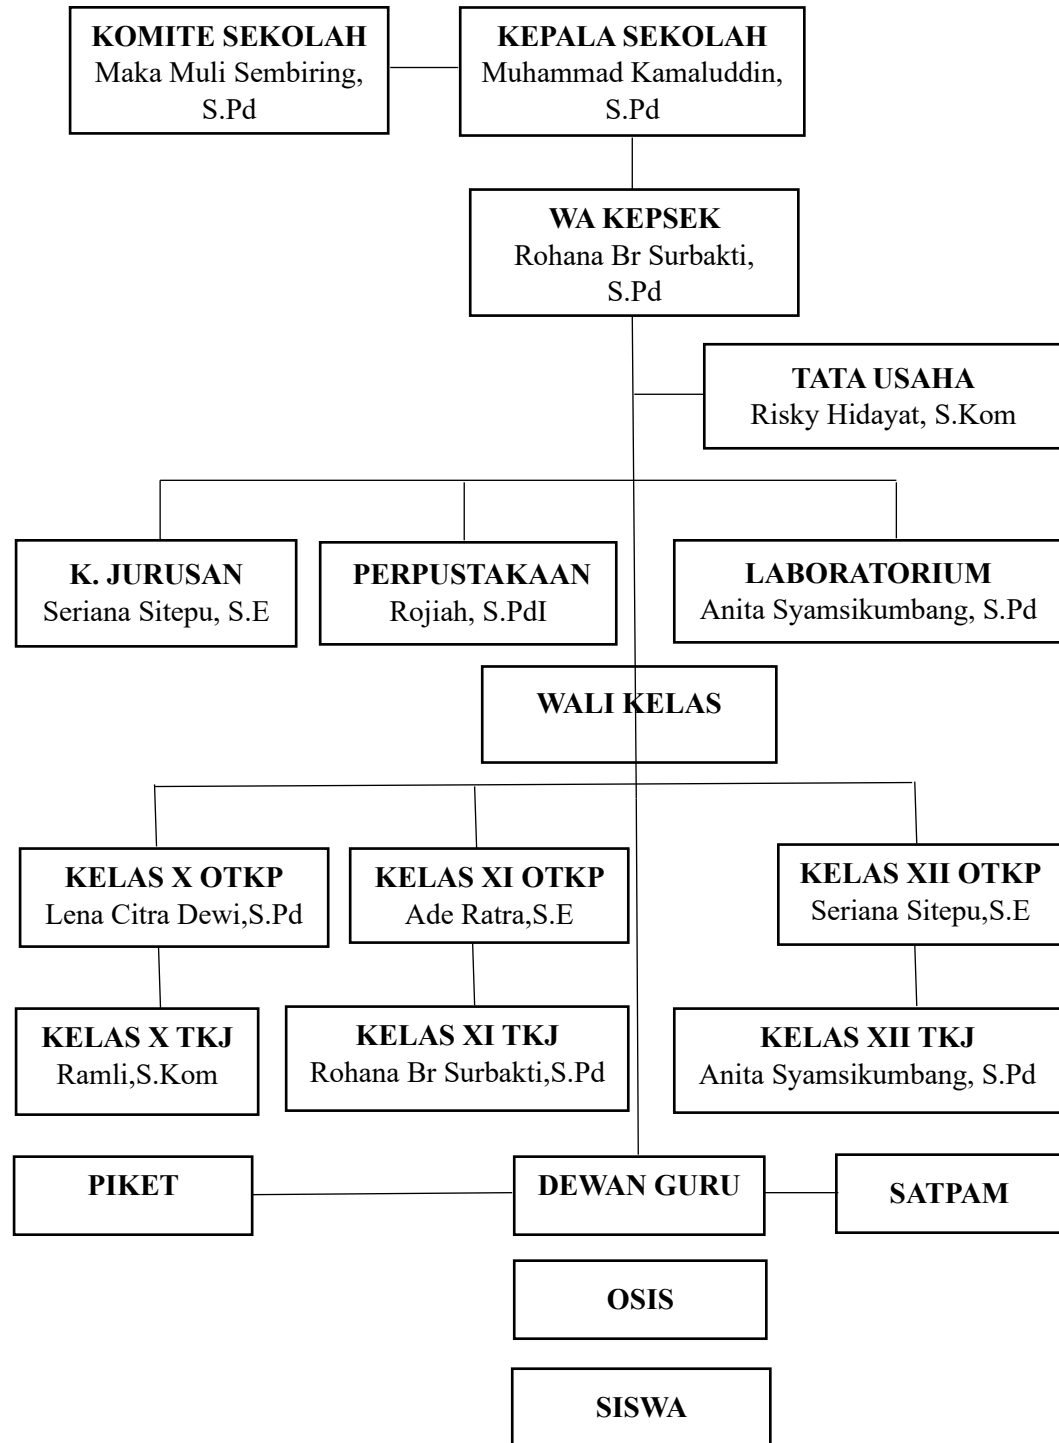 KOMITE SEKOLAH
Maka Muli Sembiring,
S.Pd
KEPALA SEKOLAH
Muhammad Kamaluddin,
S.Pd
WA KEPSEK
Rohana Br Surbakti,
S.Pd
TATA USAHA
Risky Hidayat, S.Kom
K. JURUSAN
Seriana Sitepu, S.E
PERPUSTAKAAN
Rojiah, S.PdI
LABORATORIUM
Anita Syamsikumbang, S.Pd
WALI KELAS
KELAS X OTKP
Lena Citra Dewi,S.Pd
KELAS XI OTKP
Ade Ratra,S.E
KELAS XII OTKP
Seriana Sitepu,S.E
KELAS X TKJ
Ramli,S.Kom
KELAS XI TKJ
Rohana Br Surbakti,S.Pd
KELAS XII TKJ
Anita Syamsikumbang, S.Pd
PIKET
DEWAN GURU
SATPAM
OSIS
SISWA